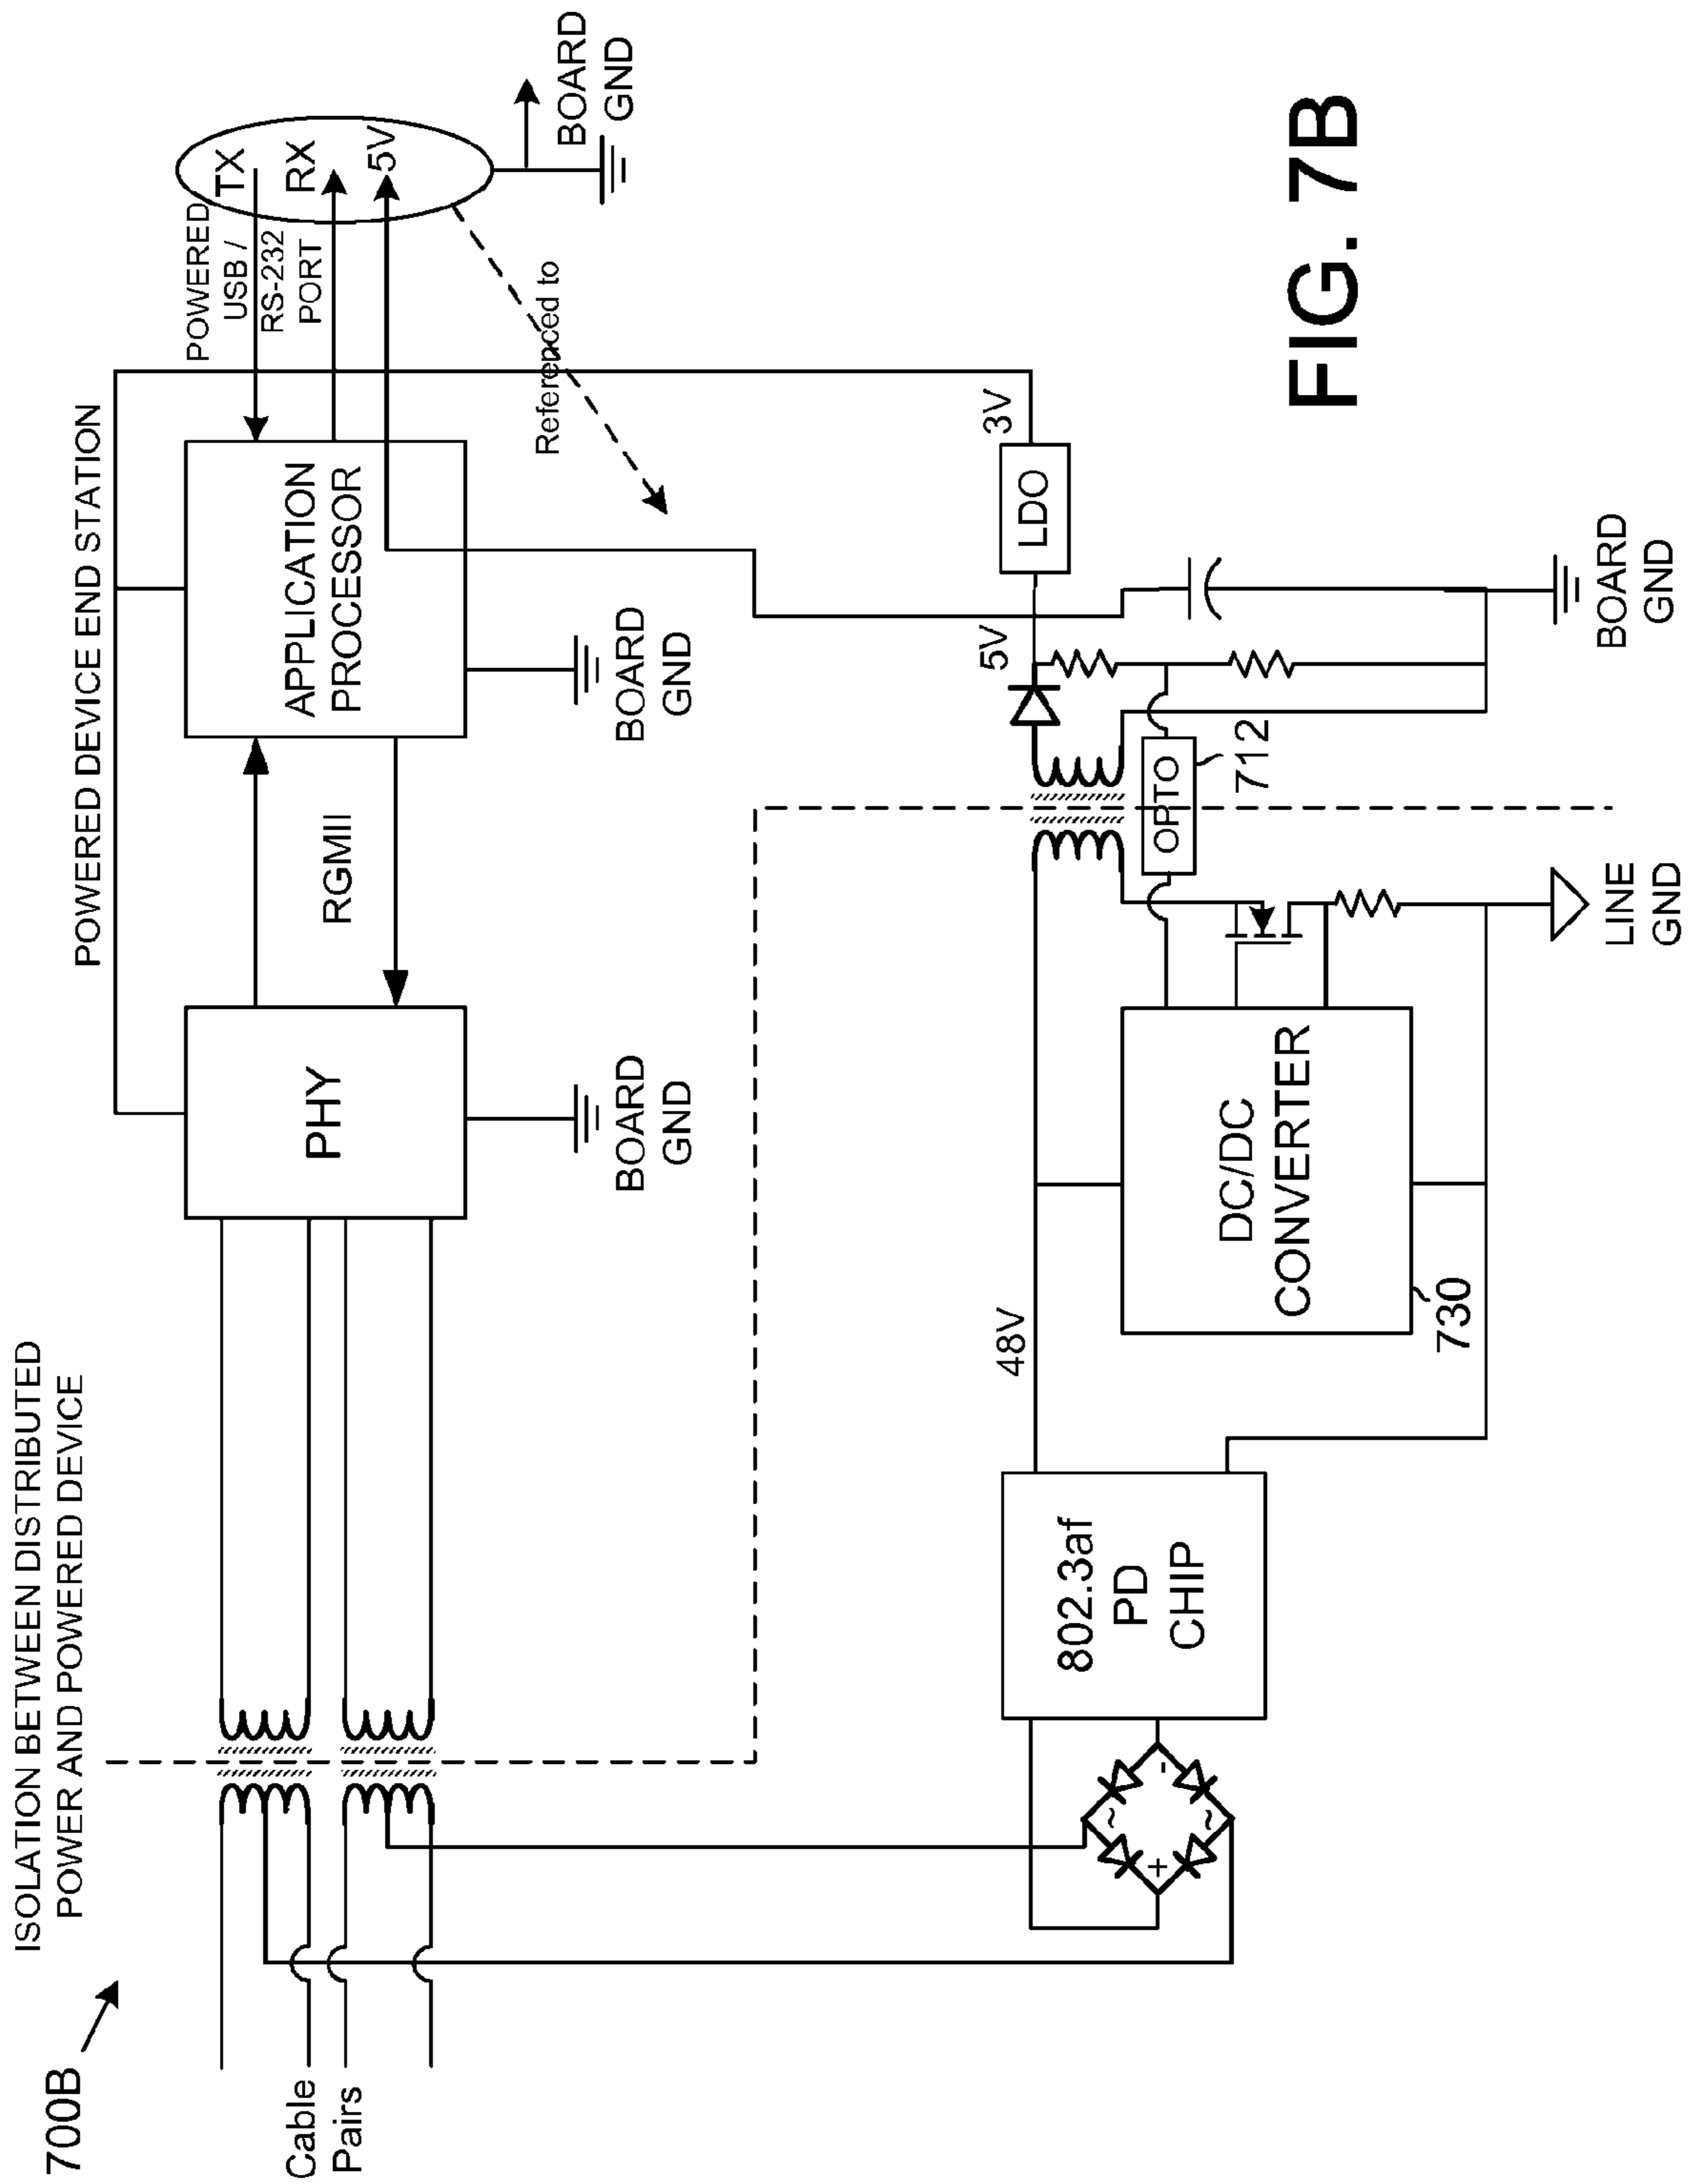 700B
ISOLATION BETWEEN DISTRIBUTED
POWER AND POWERED DEVICE
POWERED DEVICE END STATION
Cable
Pairs
PHY
RGMII
APPLICATION
PROCESSOR
POWERED
USB /
RS-232
PORT
TX
RX
5V
BOARD
GND
BOARD
GND
BOARD
GND
Referenced to
802.3af
PD
CHIP
~
~
+
-
48V
DC/DC
CONVERTER
730
OPTO
712
5V
LDO
3V
LINE
GND
BOARD
GND
FIG. 7B